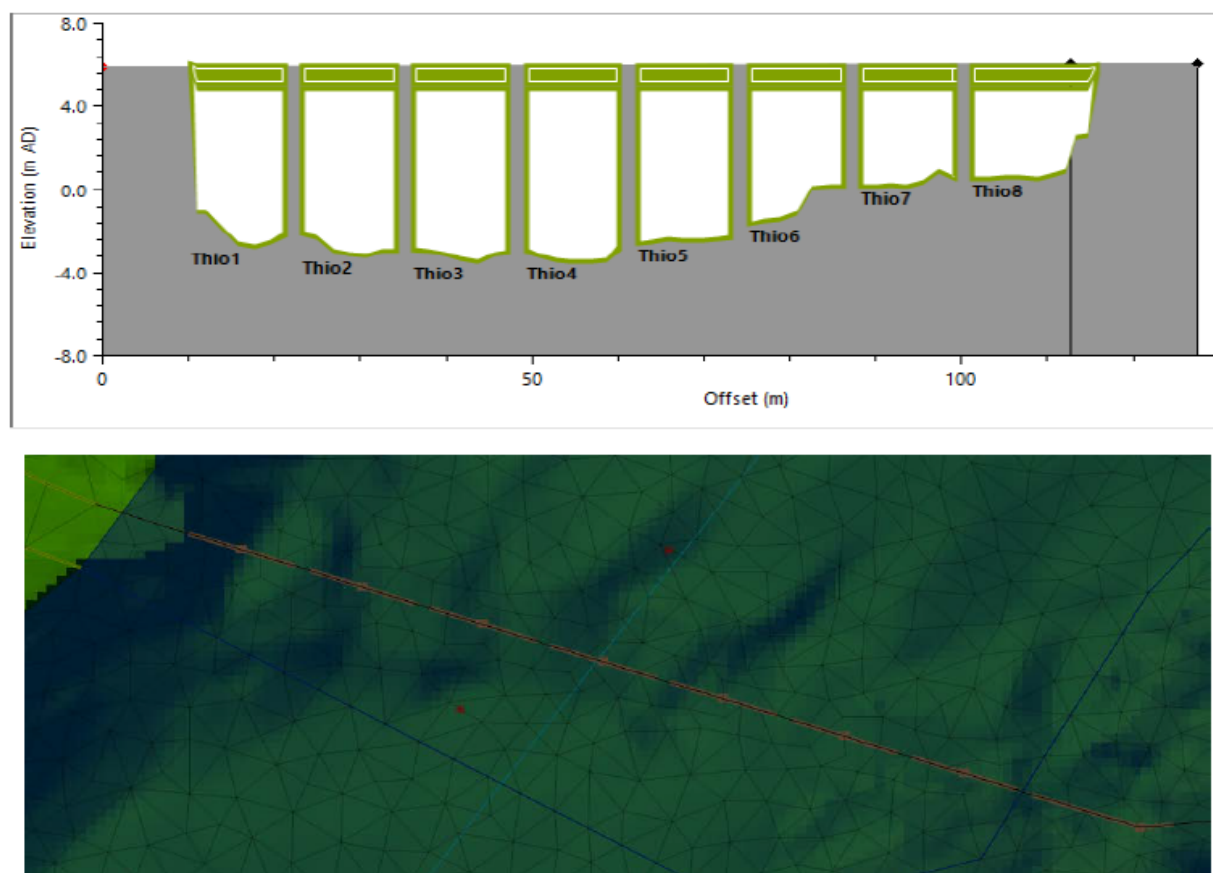 8.0
4.0
0.0
-4.0
-8.0
Elevation (m AD)
Thio1
Thio2
Thio3
Thio4
Thio5
Thio6
Thio7
Thio8
0
50
100
Offset (m)